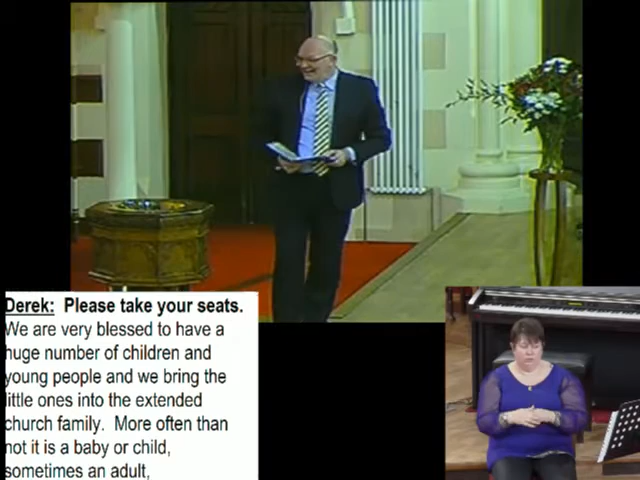 Derek: Please take your seats.
We are very blessed to have a
huge number of children and
young people and we bring the
little ones into the extended
church family. More often than
not it is a baby or child,
sometimes an adult,